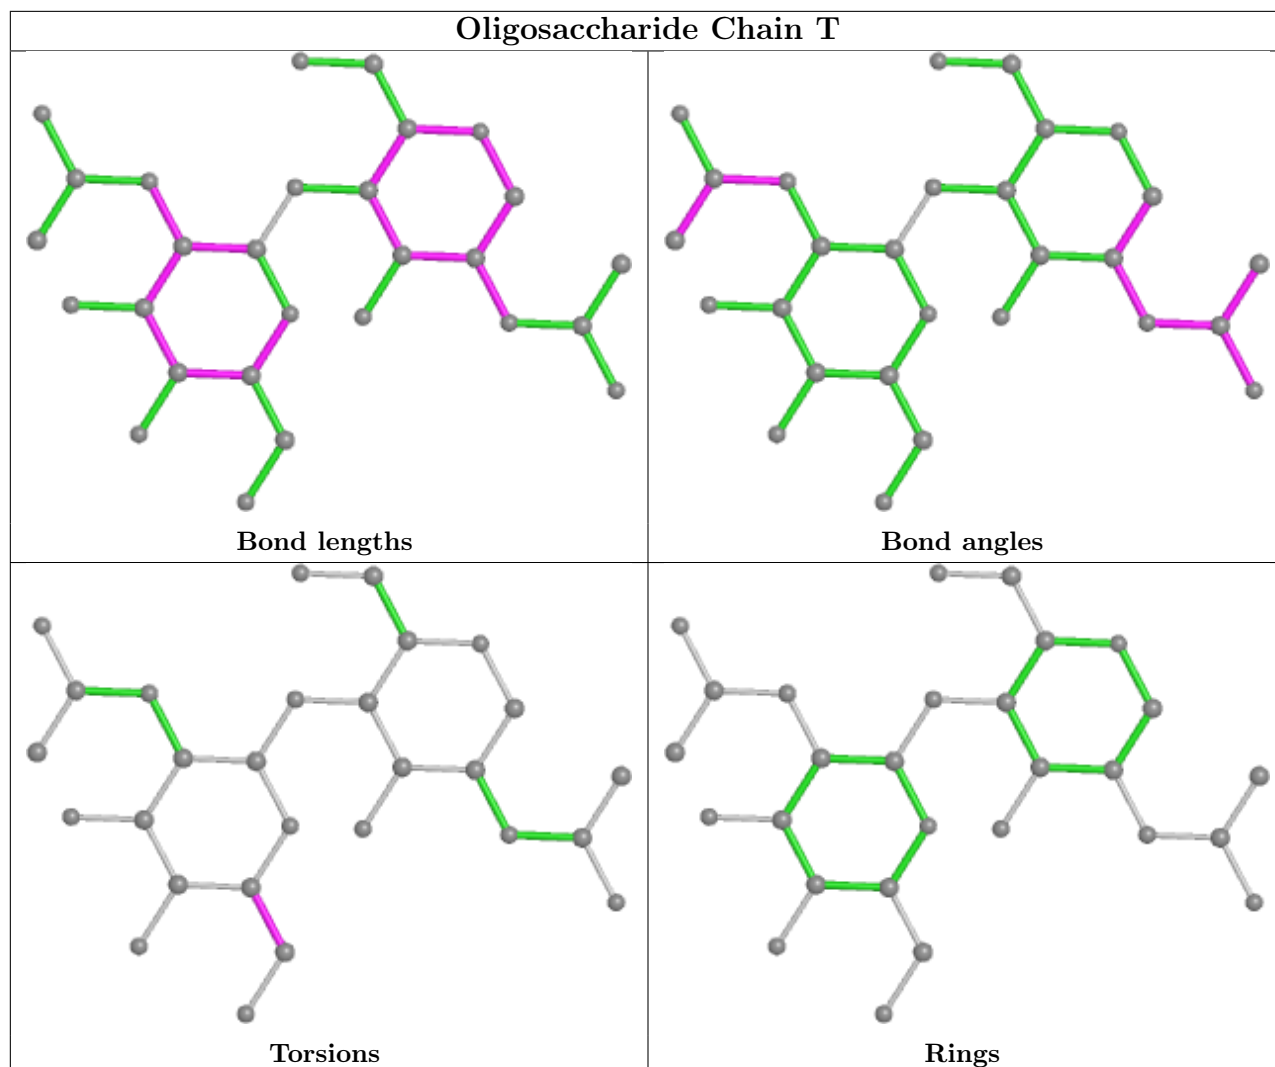 Oligosaccharide Chain T
Bond lengths
Bond angles
Torsions
Rings